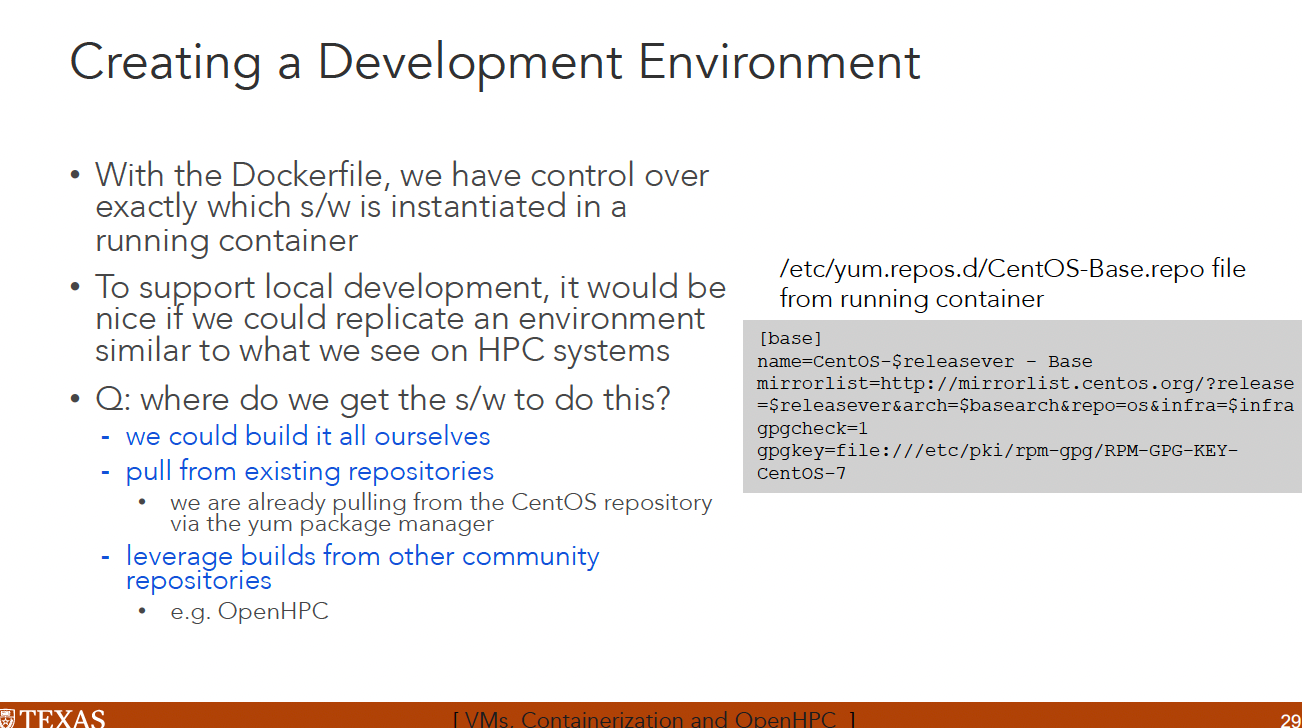 Creating a Development Environment
• With the Dockerfile, we have control over
exactly which s/w is instantiated in a
running container
• To support local development, it would be
nice if we could replicate an environment
similar to what we see on HPC systems
• Q: where do we get the s/w to do this?
- we could build it all ourselves
- pull from existing repositories
• we are already pulling from the CentOS repository
via the yum package manager
- leverage builds from other community
repositories
• e.g. OpenHPC
/etc/yum.repos.d/CentOS-Base.repo file
from running container
[base]
name=CentOS-$releasever - Base
mirrorlist=http://mirrorlist.centos.org/?release
=$releasever&arch=$basearch&repo=os&infra=$infra
gpgcheck=1
gpgkey=file:///etc/pki/rpm-gpg/RPM-GPG-KEY-
CentOS-7
TEXAS
[ VMs, Containerization and OpenHPC ]
29